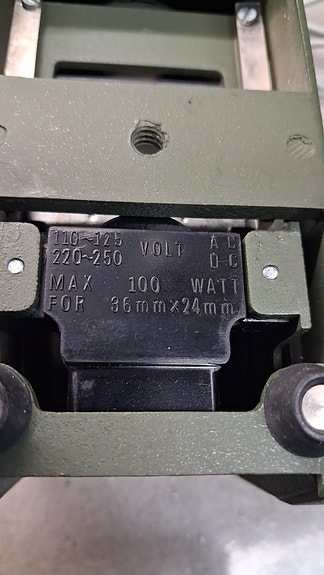 110~125 VOLT AC
220~250 DC
MAX 100 WATT
FOR 36mm×24mm